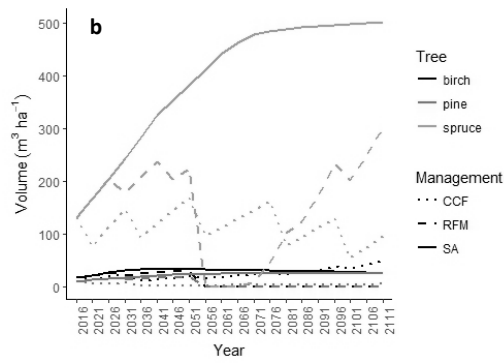 b
500
400
300
200
100
0
Volume (m³ ha⁻¹)
2016
2021
2026
2031
2036
2041
2046
2051
2056
2061
2066
2071
2076
2081
2086
2091
2096
2101
2106
2111
Year
Tree
birch
pine
spruce
Management
CCF
RFM
SA